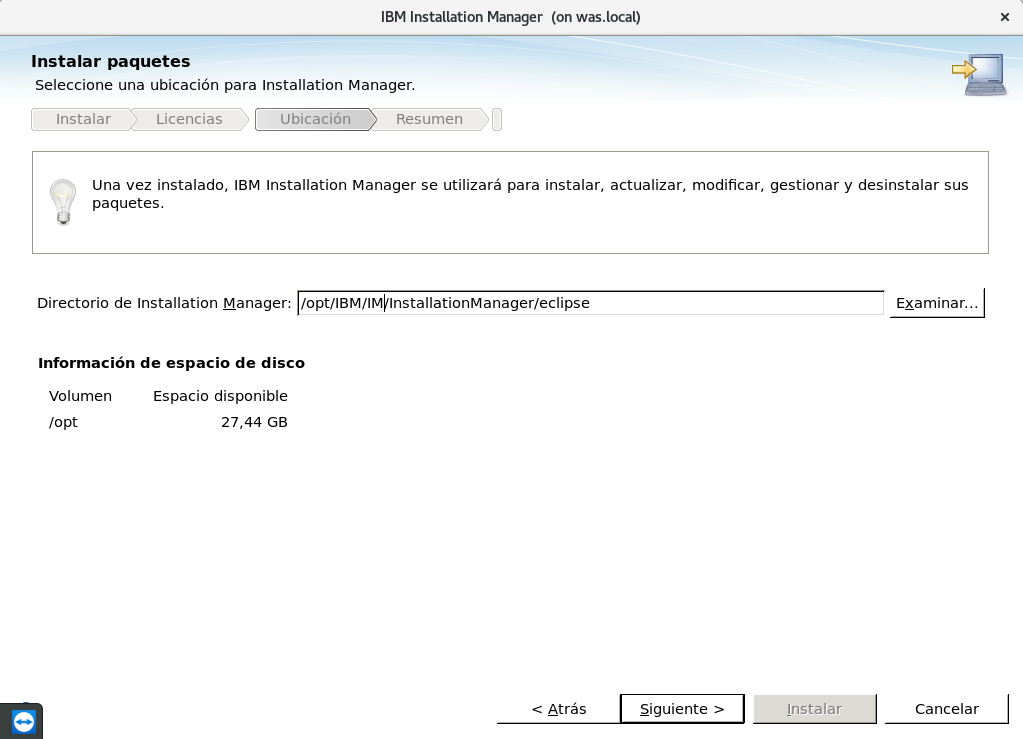 IBM Installation Manager (on was.local)
Instalar paquetes
Seleccione una ubicación para Installation Manager.
Instalar Licencias Ubicación Resumen
Una vez instalado, IBM Installation Manager se utilizará para instalar, actualizar, modificar, gestionar y desinstalar sus
paquetes.
Directorio de Installation Manager: /opt/IBM/IM/InstallationManager/eclipse Examinar...
Información de espacio de disco
Volumen Espacio disponible
/opt 27,44 GB
< Atrás Siguiente > Instalar Cancelar